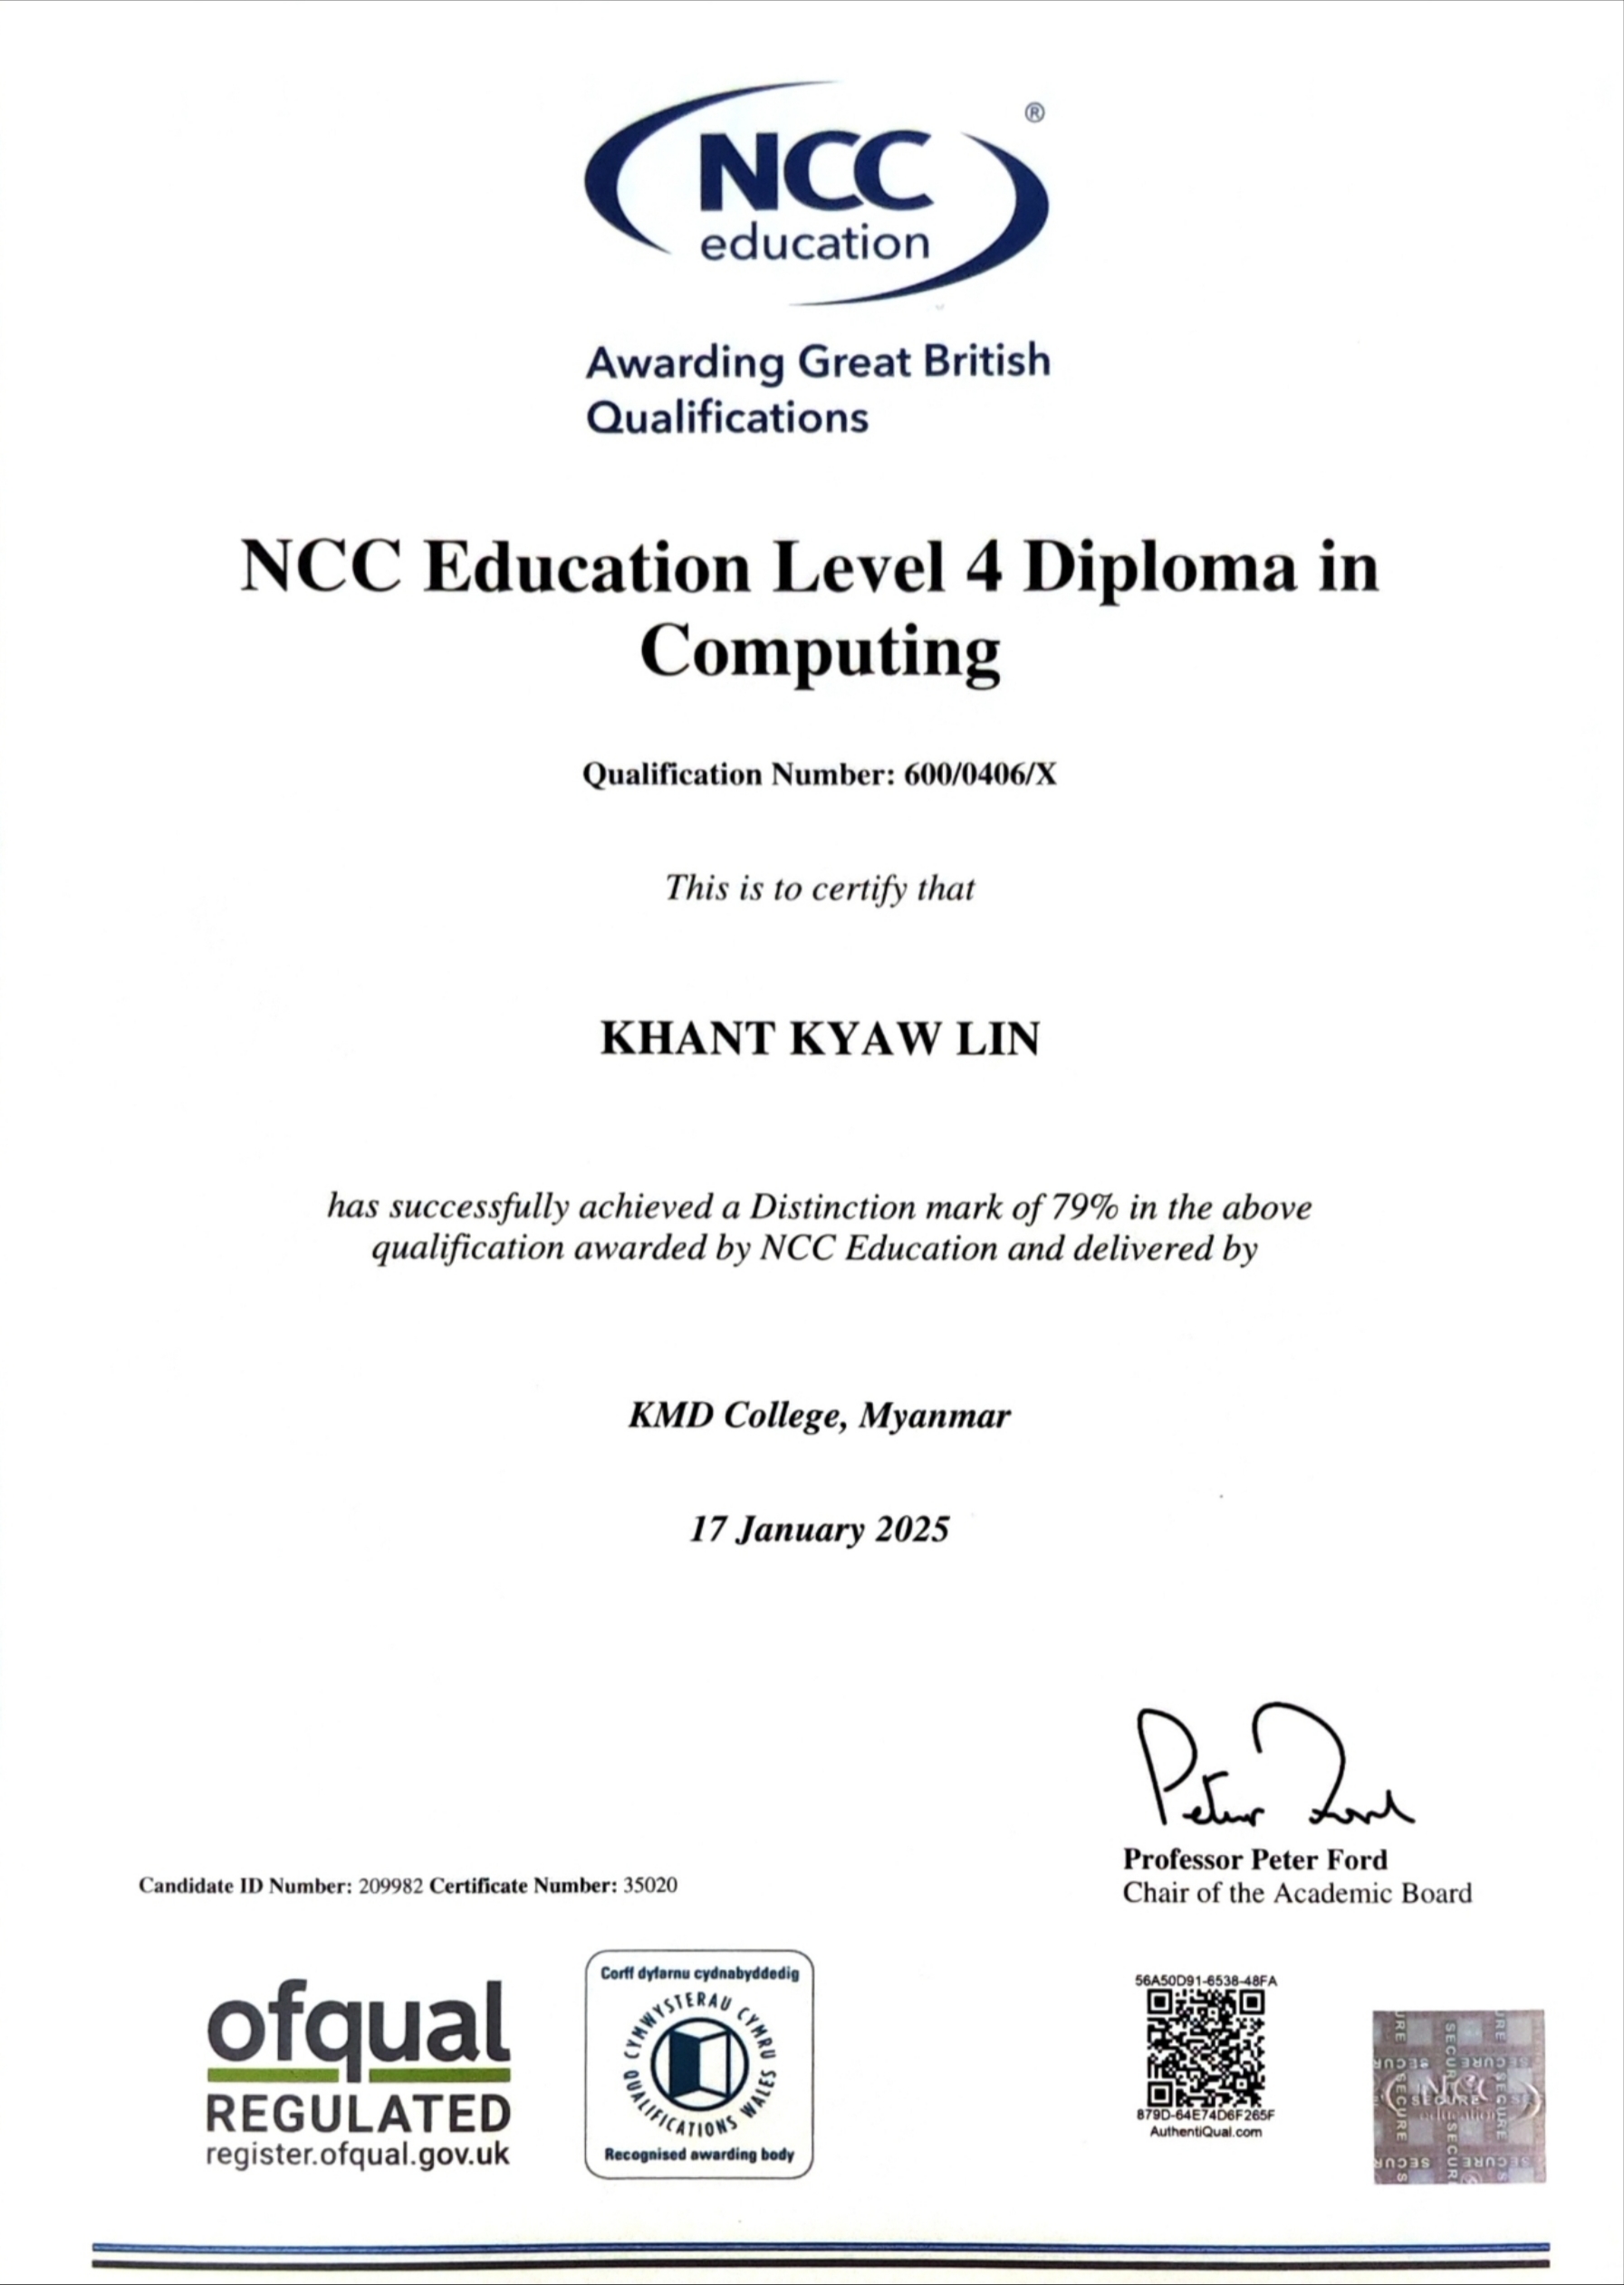 NCC
education
®
Awarding Great British
Qualifications
NCC Education Level 4 Diploma in
Computing
Qualification Number: 600/0406/X
This is to certify that
KHANT KYAW LIN
has successfully achieved a Distinction mark of 79% in the above
qualification awarded by NCC Education and delivered by
KMD College, Myanmar
17 January 2025
Peter Ford
Professor Peter Ford
Chair of the Academic Board
Candidate ID Number: 209982 Certificate Number: 35020
ofqual
REGULATED
register.ofqual.gov.uk
Corff dyfarnu cydnabyddedig
CYMWYSTERAU CYMRU
QUALIFICATIONS WALES
Recognised awarding body
56A50D91-6538-48FA
879D-64E74D6F265F
AuthentiQual.com
NCC
education
SECURE